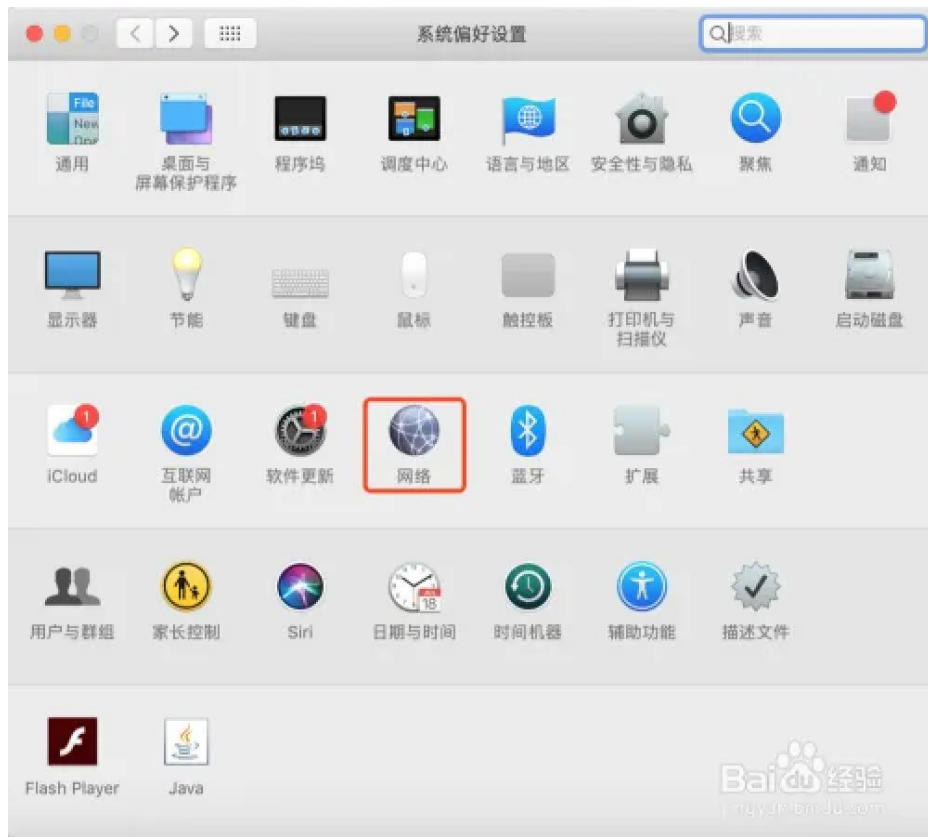 系统偏好设置
搜索
File
New
通用
桌面与
屏幕保护程序
程序坞
调度中心
语言与地区
安全性与隐私
聚焦
通知
显示器
节能
键盘
鼠标
触控板
打印机与
扫描仪
声音
启动磁盘
1
iCloud
@
互联网
帐户
1
软件更新
网络
蓝牙
扩展
共享
用户与群组
家长控制
Siri
JUL
18
日期与时间
时间机器
辅助功能
描述文件
Flash Player
Java
Baidu经验